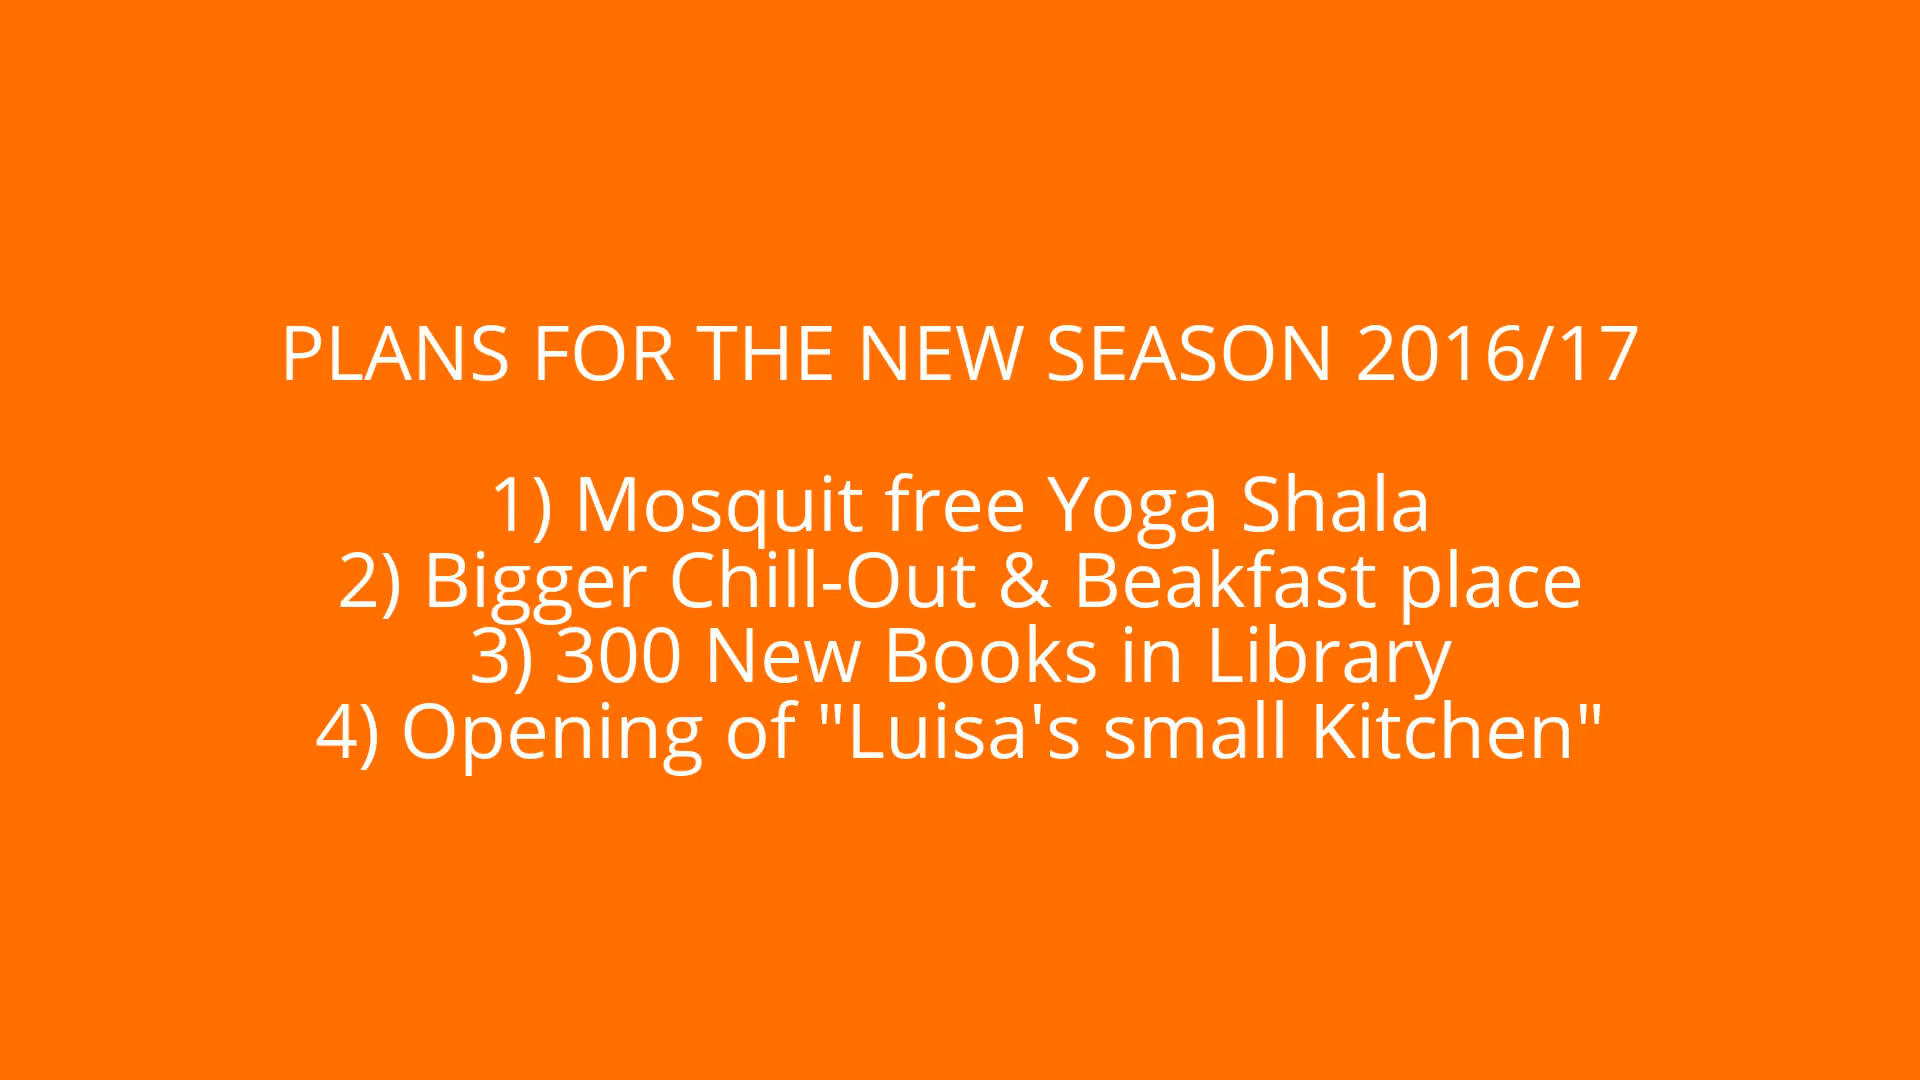 PLANS FOR THE NEW SEASON 2016/17
1) Mosquit free Yoga Shala
2) Bigger Chill-Out & Beakfast place
3) 300 New Books in Library
4) Opening of "Luisa's small Kitchen"